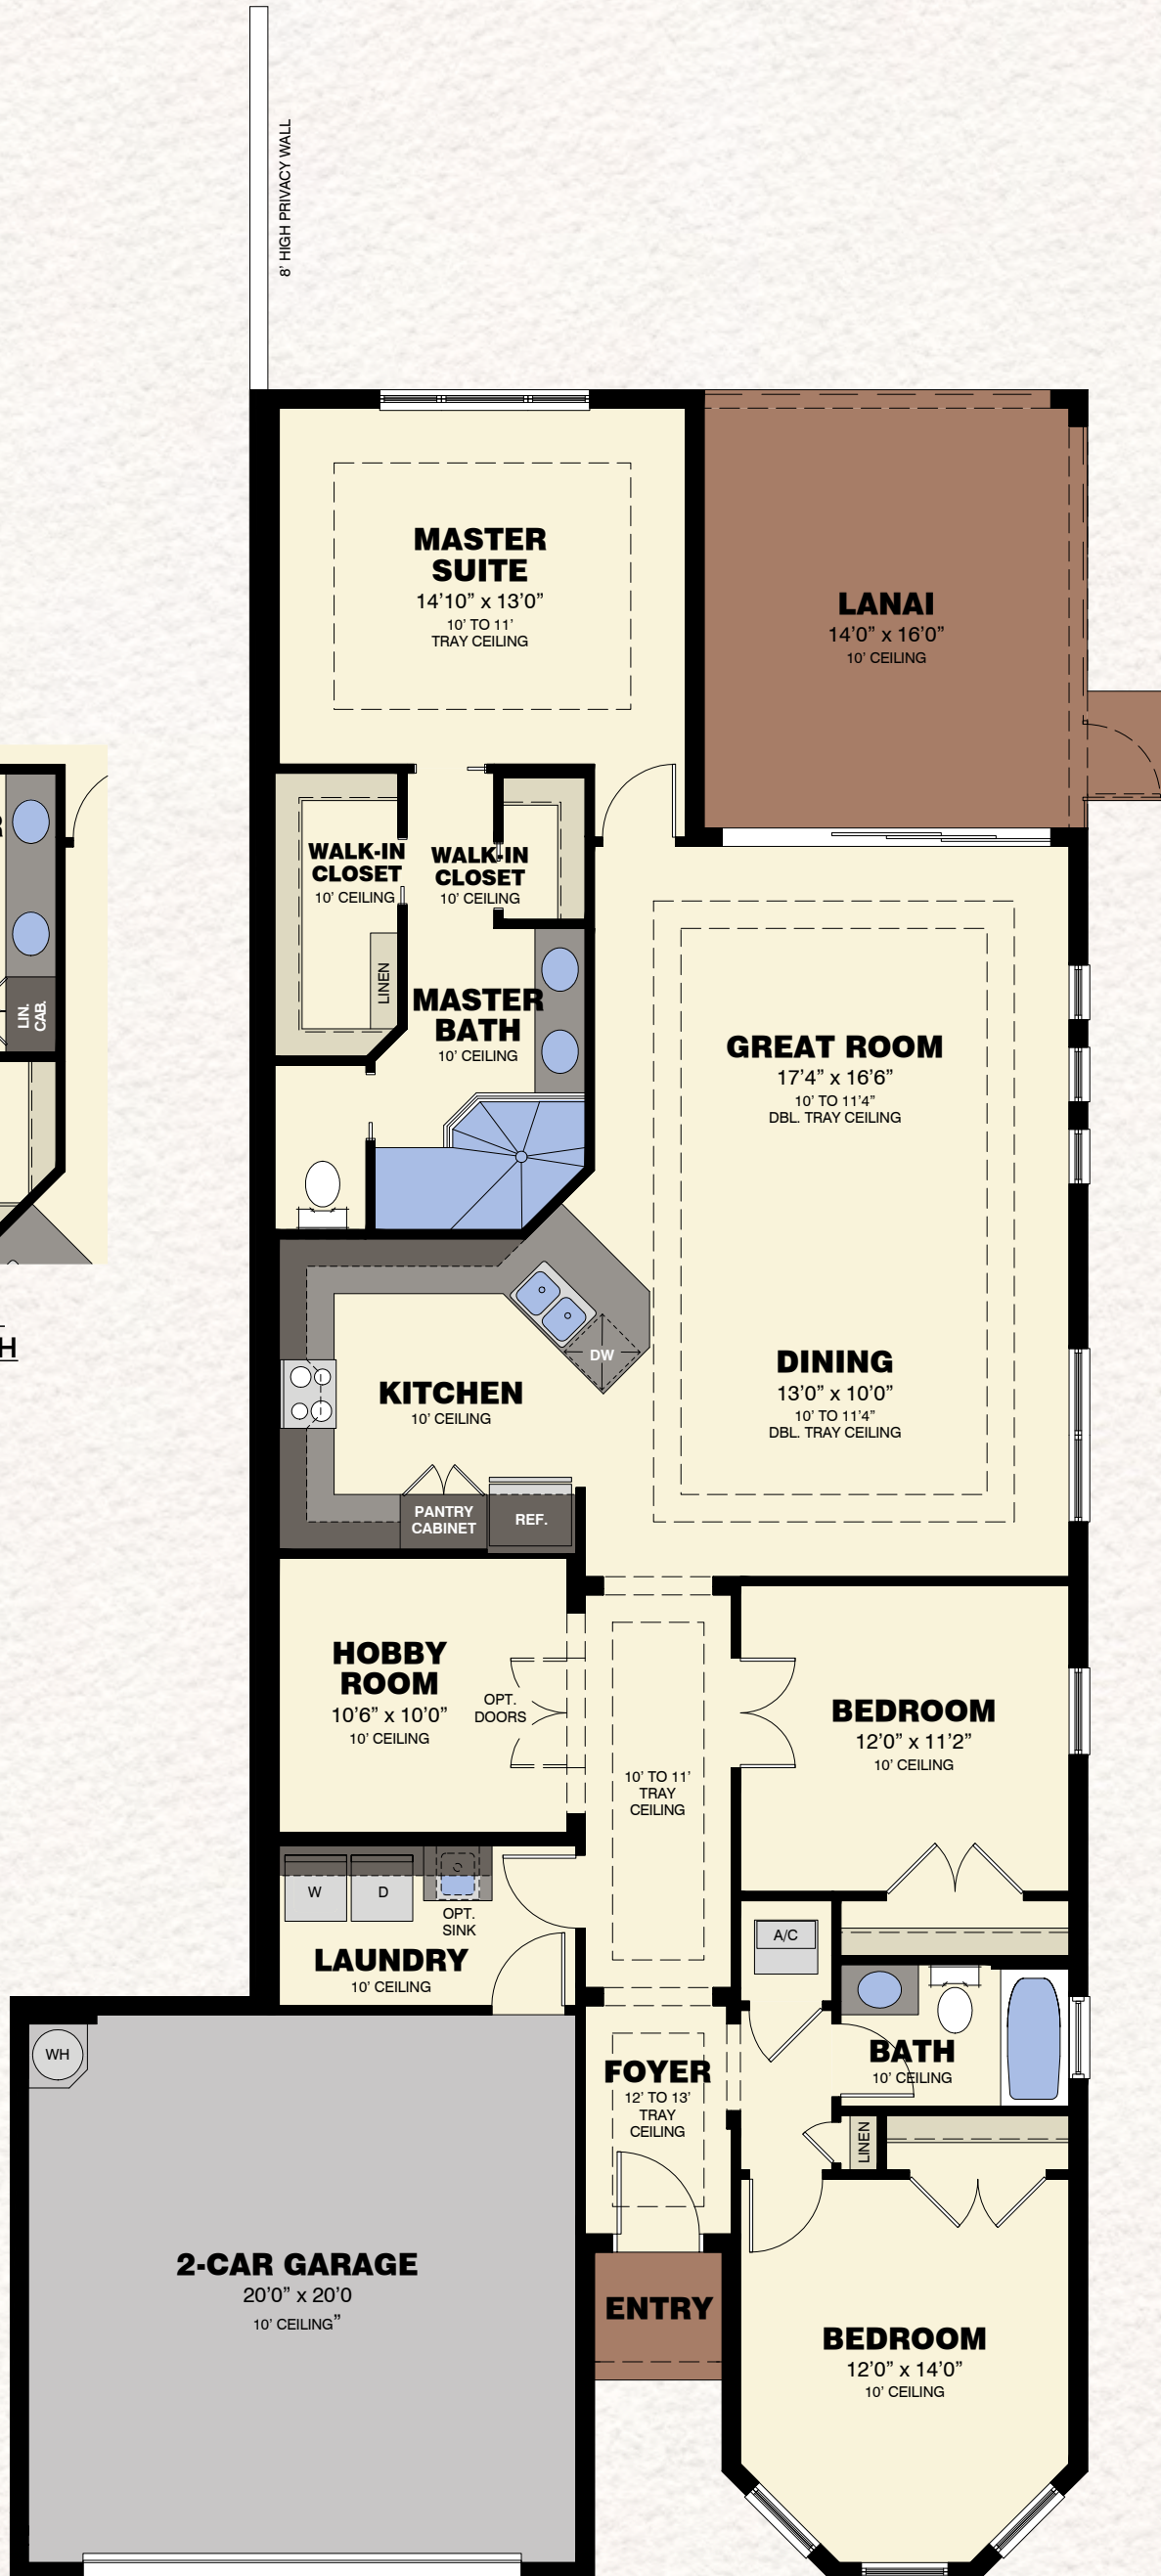 8' HIGH PRIVACY WALL
MASTER
SUITE
14'10" x 13'0"
10' TO 11'
TRAY CEILING
LANAI
14'0" x 16'0"
10' CEILING
WALK-IN
CLOSET
10' CEILING
WALK-IN
CLOSET
10' CEILING
LINEN
LIN.
CAB.
MASTER
BATH
10' CEILING
GREAT ROOM
17'4" x 16'6"
10' TO 11'4"
DBL. TRAY CEILING
H
DW
KITCHEN
10' CEILING
DINING
13'0" x 10'0"
10' TO 11'4"
DBL. TRAY CEILING
PANTRY
CABINET
REF.
HOBBY
ROOM
10'6" x 10'0"
10' CEILING
OPT.
DOORS
BEDROOM
12'0" x 11'2"
10' CEILING
10' TO 11'
TRAY
CEILING
W
D
OPT.
SINK
LAUNDRY
10' CEILING
A/C
WH
FOYER
12' TO 13'
TRAY
CEILING
BATH
10' CEILING
LINEN
2-CAR GARAGE
20'0" x 20'0
10' CEILING"
ENTRY
BEDROOM
12'0" x 14'0"
10' CEILING